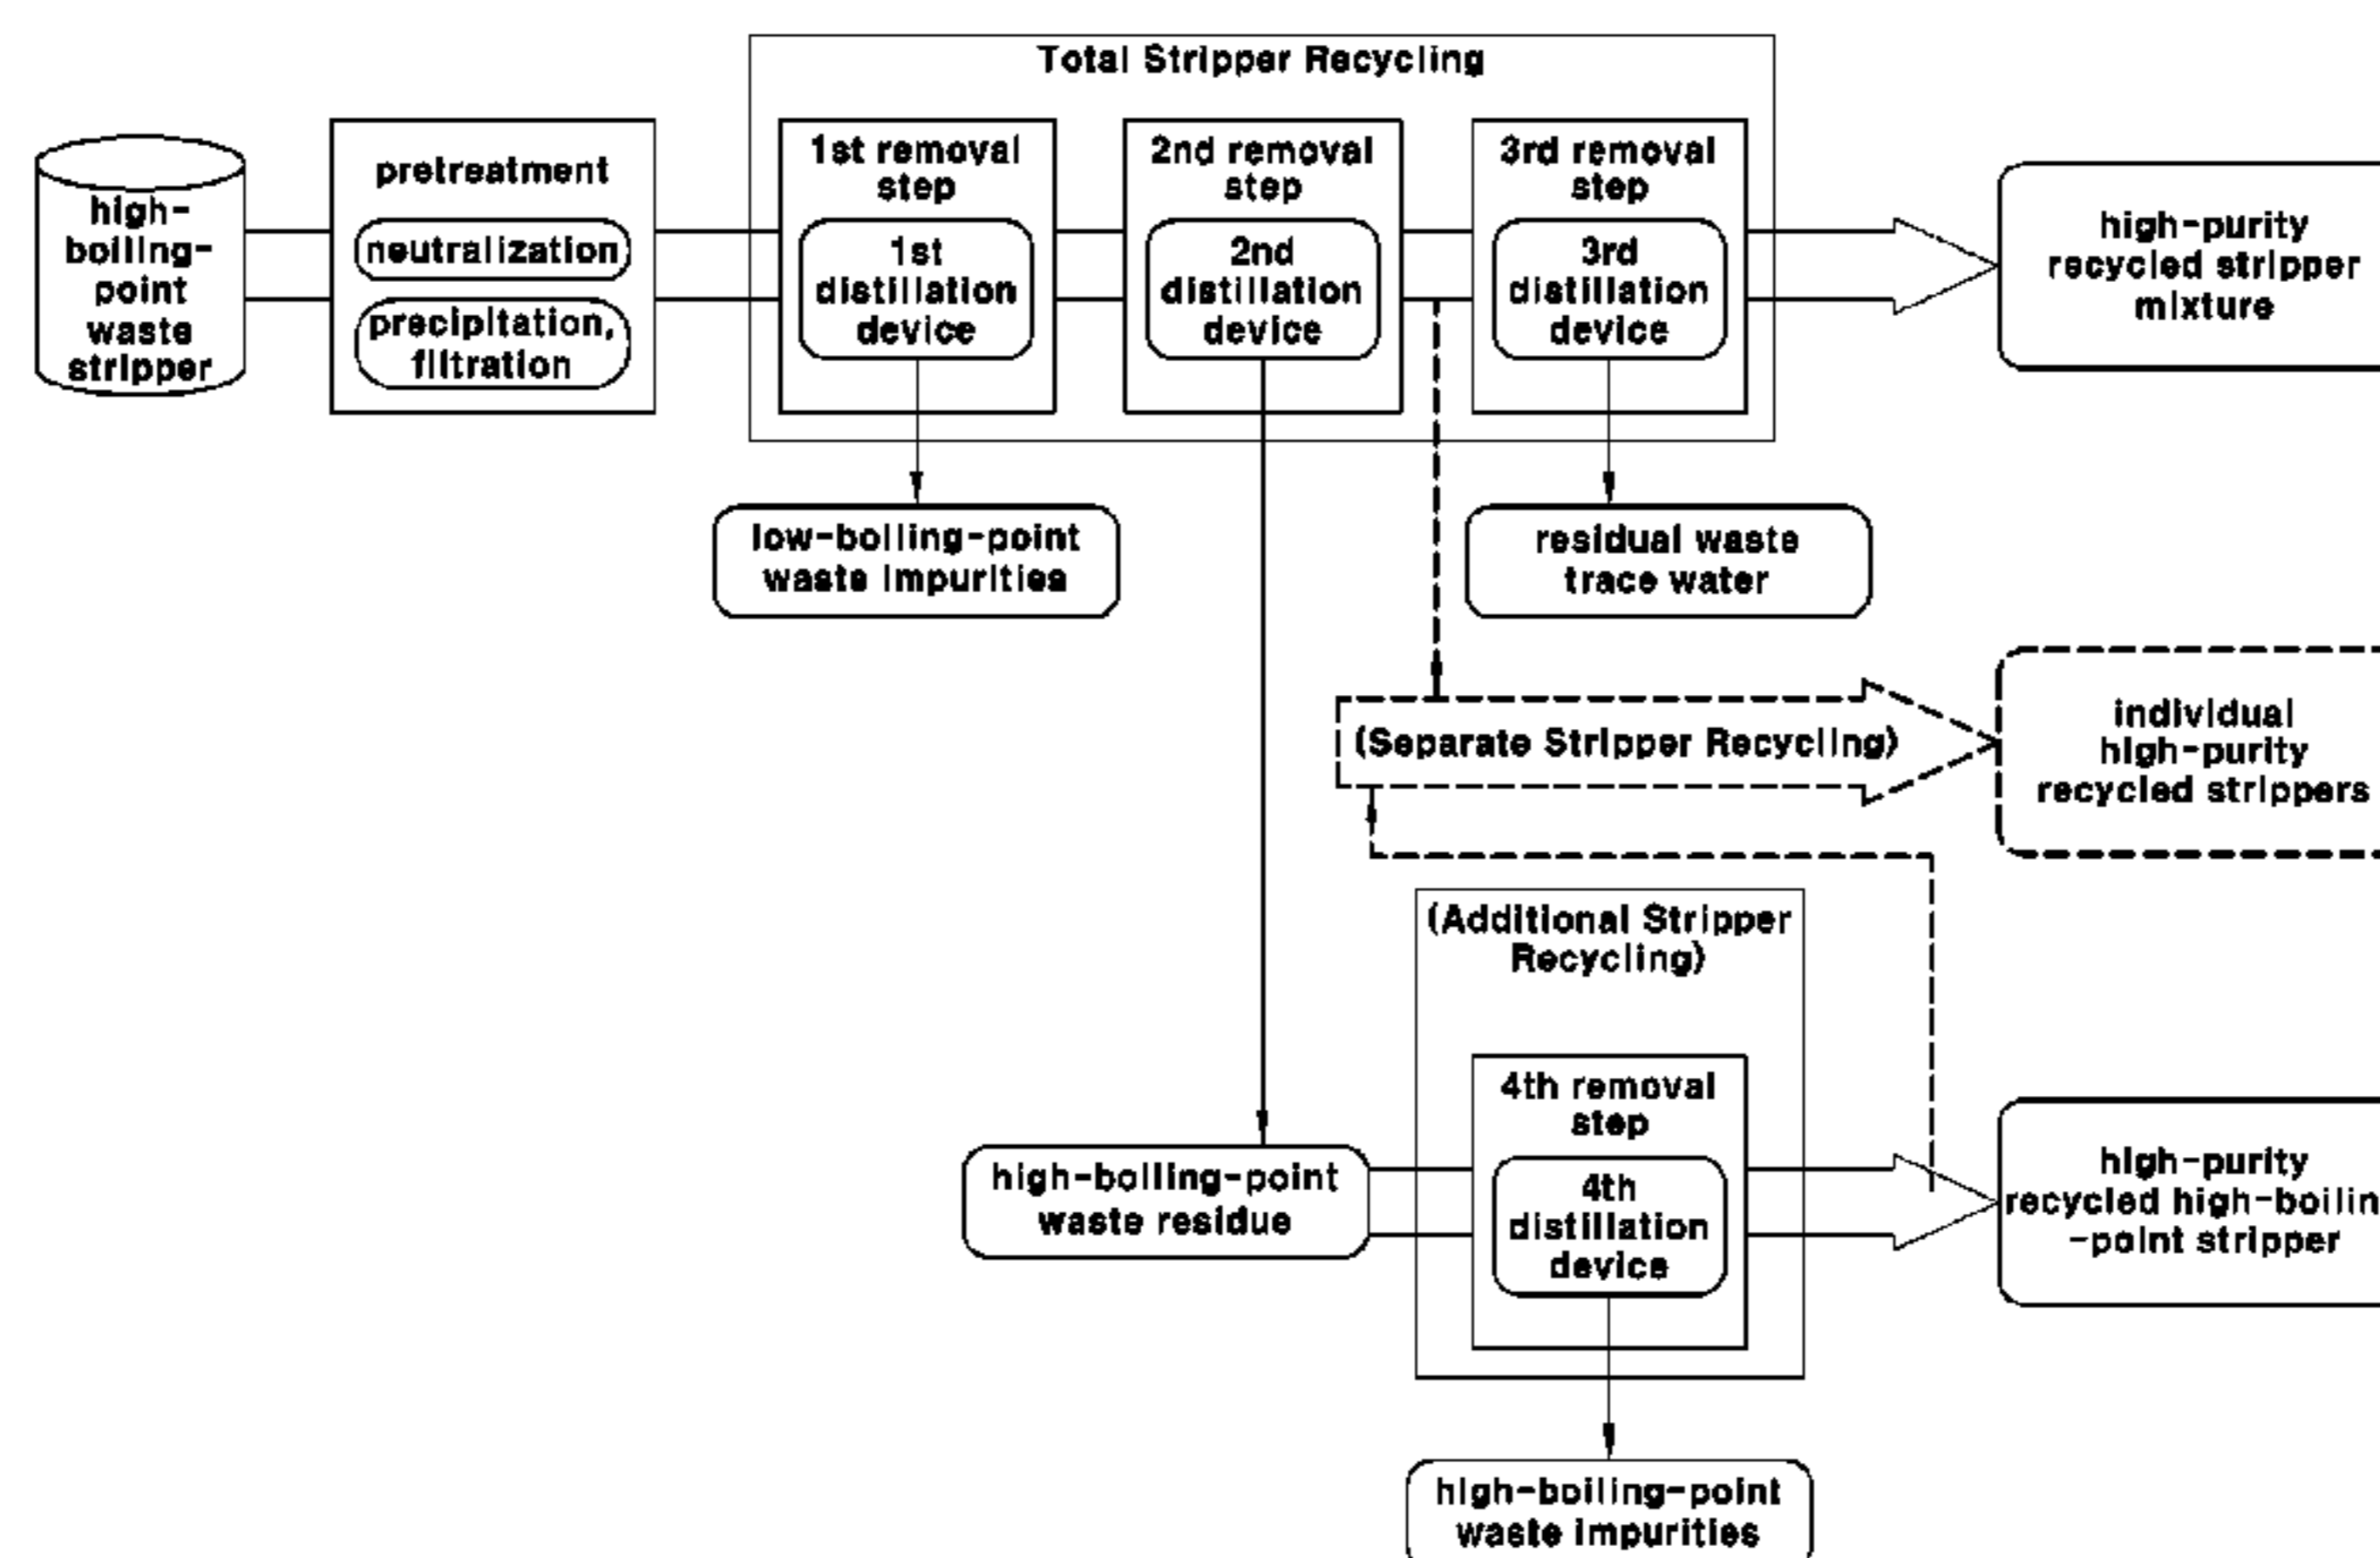 Total Stripper Recycling
high-
boiling-
point
waste
stripper
pretreatment
neutralization
precipitation,
filtration
1st removal
step
1st
distillation
device
2nd removal
step
2nd
distillation
device
3rd removal
step
3rd
distillation
device
high-purity
recycled stripper
mixture
low-boiling-point
waste impurities
residual waste
trace water
(Separate Stripper Recycling)
individual
high-purity
recycled strippers
(Additional Stripper
Recycling)
4th removal
step
4th
distillation
device
high-boiling-point
waste residue
high-purity
recycled high-boilin
-point stripper
high-boiling-point
waste impurities